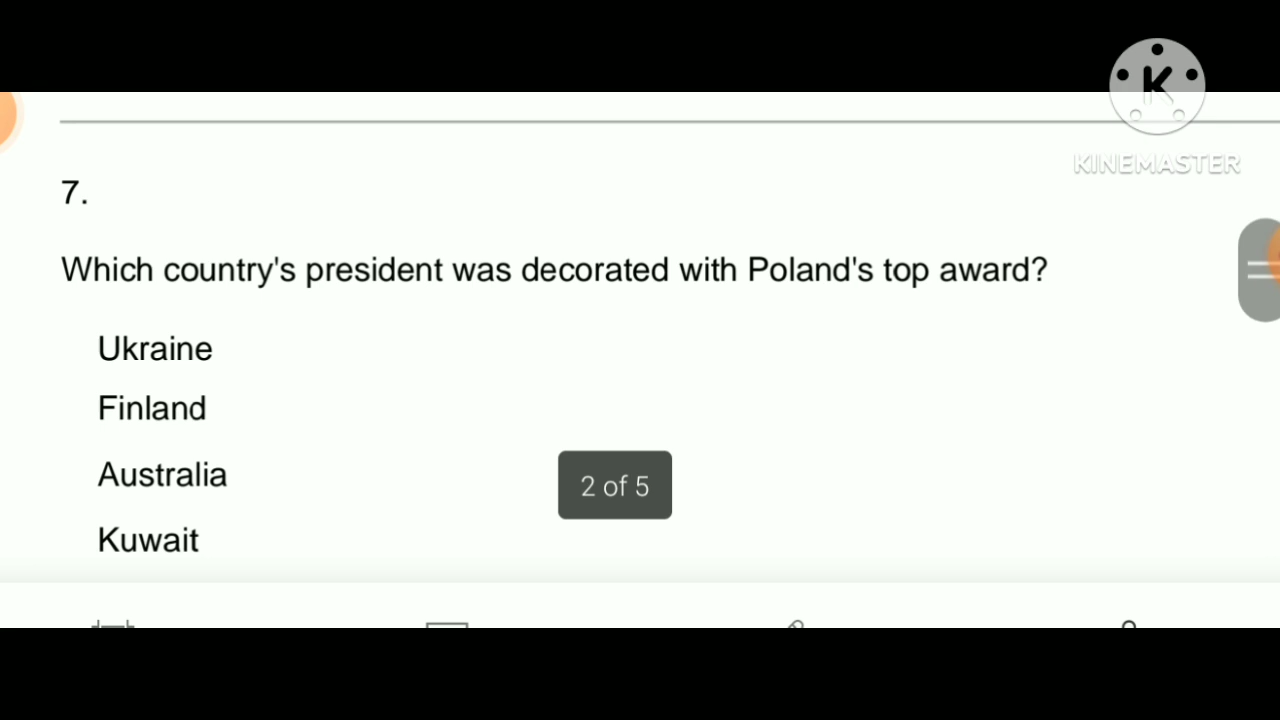 K
KINEMASTER
7.
Which country's president was decorated with Poland's top award?
Ukraine
Finland
Australia
2 of 5
Kuwait